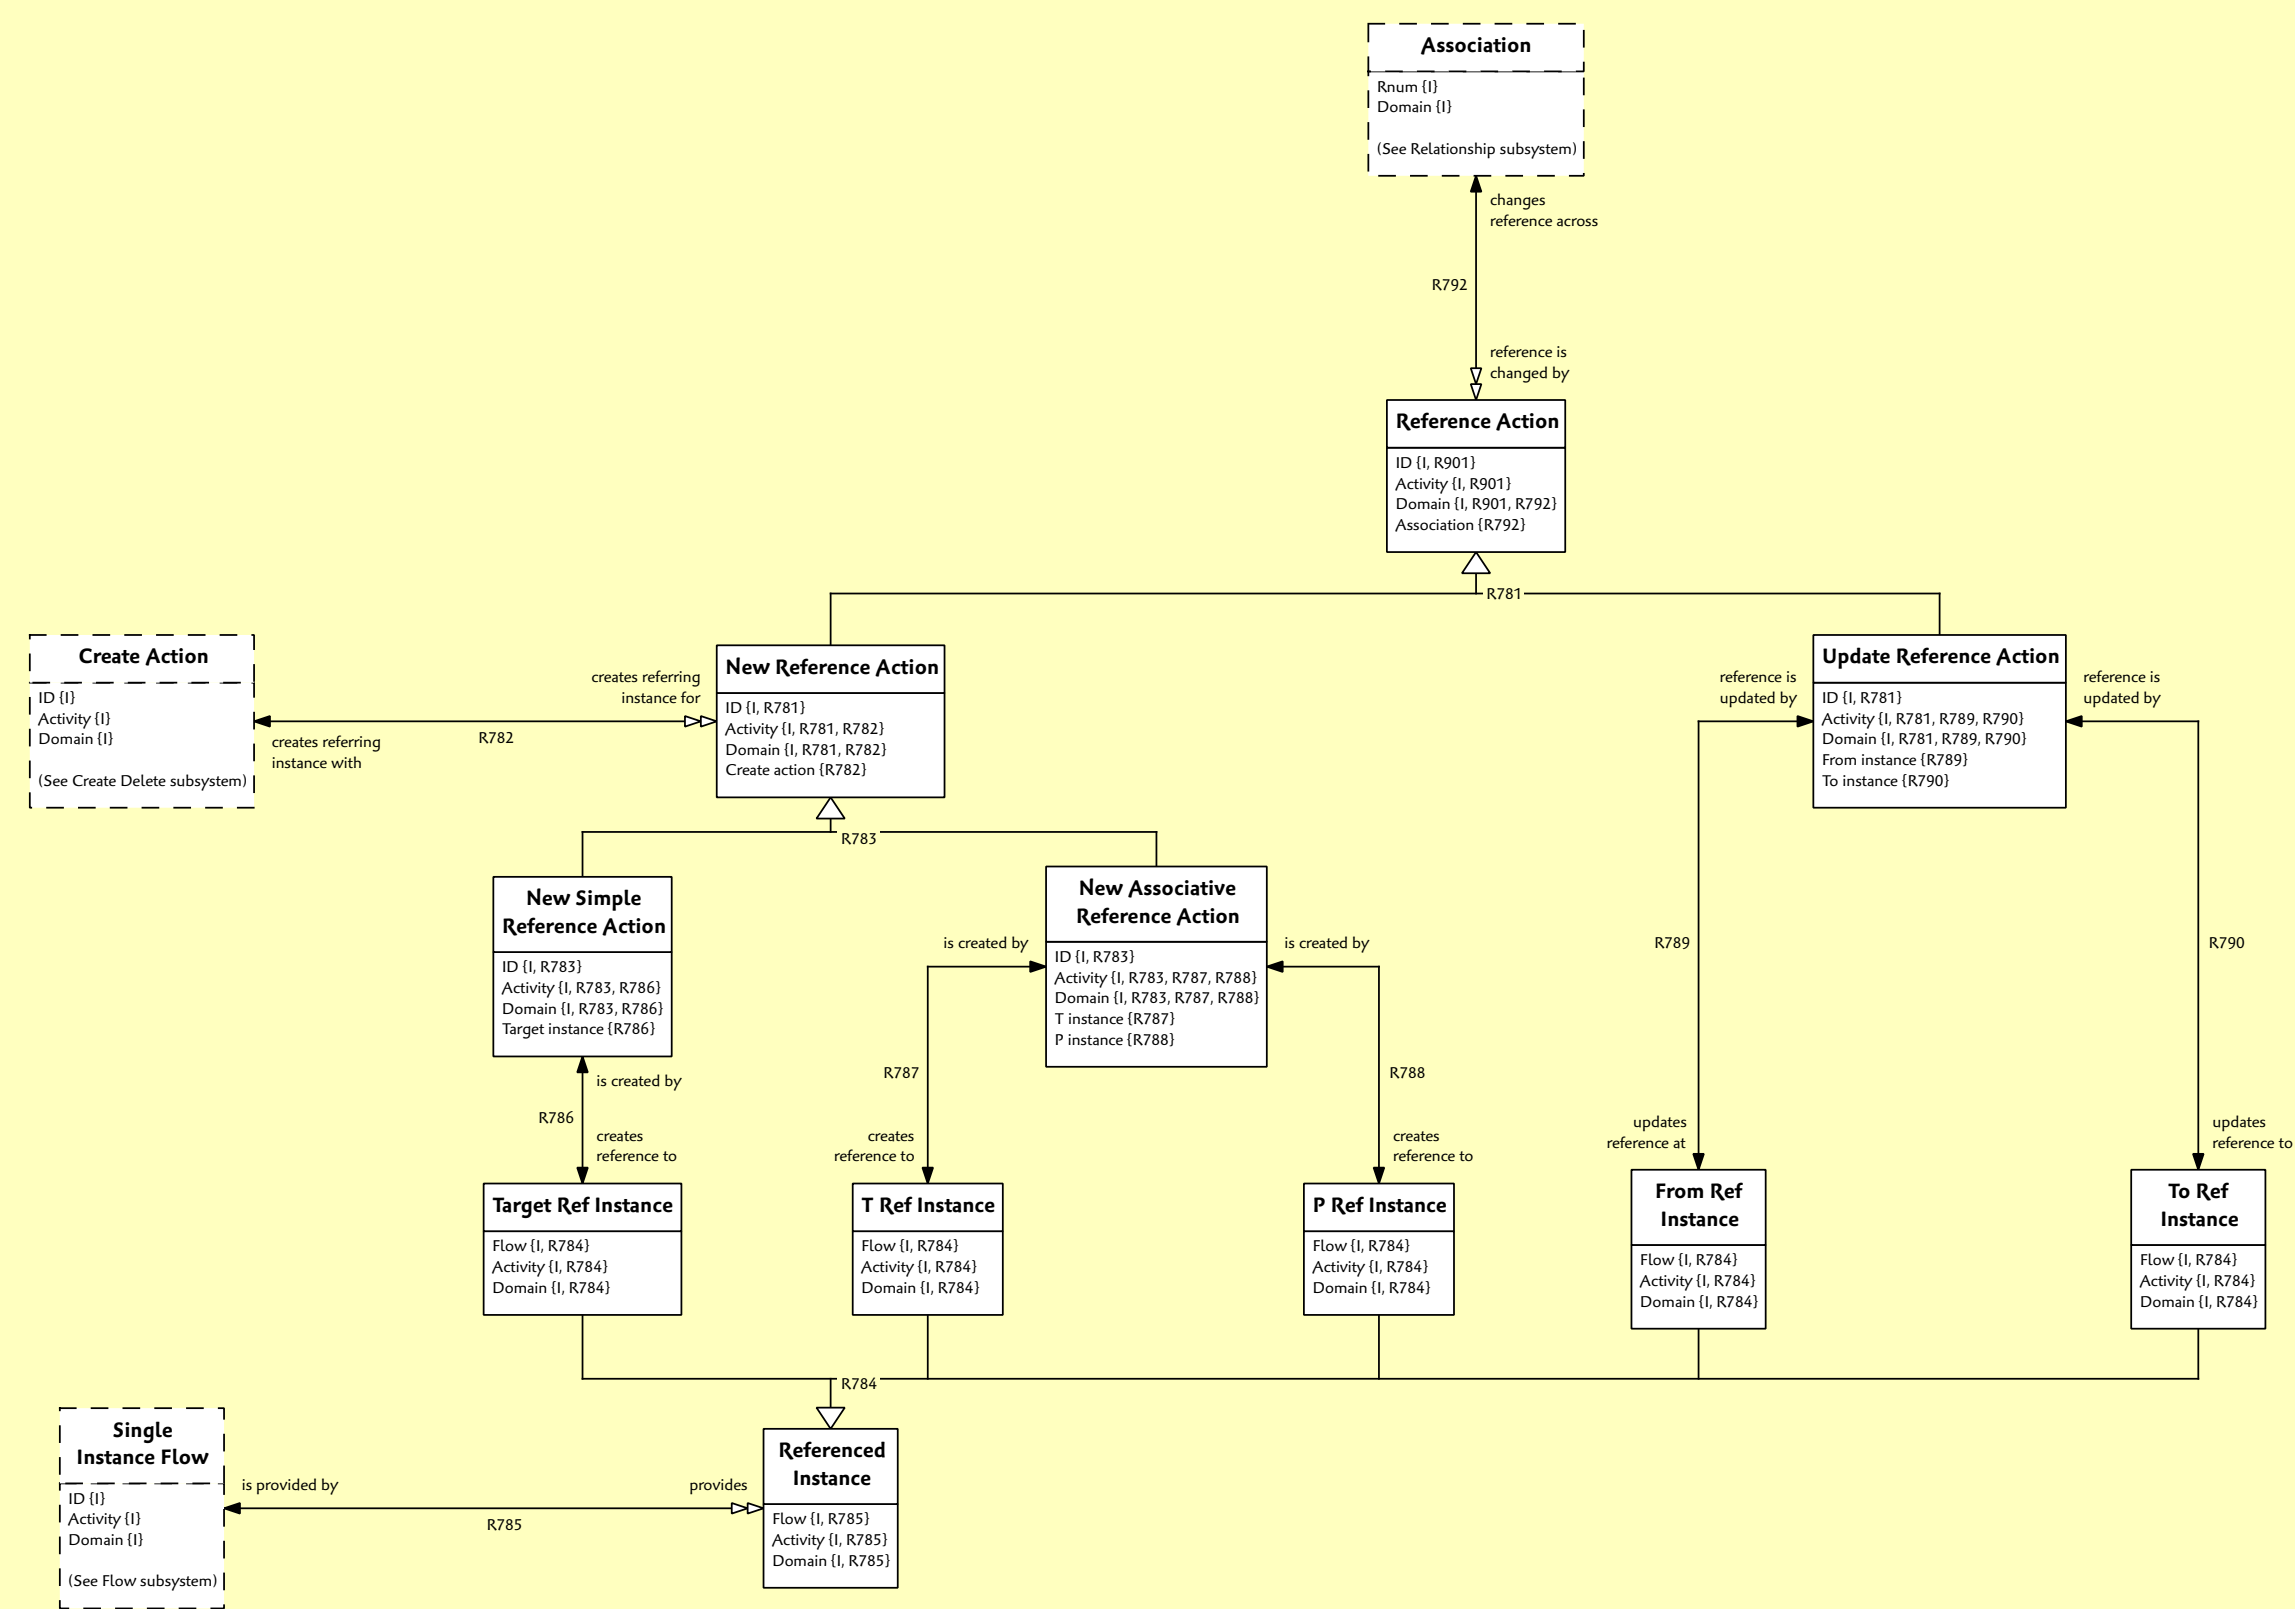 Association
Rnum {I}
Domain {I}
(See Relationship subsystem)
changes
reference across
R792
reference is
changed by
Reference Action
ID {I, R901}
Activity {I, R901}
Domain {I, R901, R792}
Association {R792}
R781
Create Action
ID {I}
Activity {I}
Domain {I}
(See Create Delete subsystem)
creates referring
instance with
R782
creates referring
instance for
New Reference Action
ID {I, R781}
Activity {I, R781, R782}
Domain {I, R781, R782}
Create action {R782}
reference is
updated by
Update Reference Action
ID {I, R781}
Activity {I, R781, R789, R790}
Domain {I, R781, R789, R790}
From instance {R789}
To instance {R790}
reference is
updated by
R783
New Simple
Reference Action
ID {I, R783}
Activity {I, R783, R786}
Domain {I, R783, R786}
Target instance {R786}
is created by
New Associative
Reference Action
ID {I, R783}
Activity {I, R783, R787, R788}
Domain {I, R783, R787, R788}
T instance {R787}
P instance {R788}
is created by
R789
R790
is created by
R786
creates
reference to
R787
creates
reference to
R788
creates
reference to
updates
reference at
updates
reference to
Target Ref Instance
Flow {I, R784}
Activity {I, R784}
Domain {I, R784}
T Ref Instance
Flow {I, R784}
Activity {I, R784}
Domain {I, R784}
P Ref Instance
Flow {I, R784}
Activity {I, R784}
Domain {I, R784}
From Ref
Instance
Flow {I, R784}
Activity {I, R784}
Domain {I, R784}
To Ref
Instance
Flow {I, R784}
Activity {I, R784}
Domain {I, R784}
R784
Single
Instance Flow
ID {I}
Activity {I}
Domain {I}
(See Flow subsystem)
is provided by
R785
provides
Referenced
Instance
Flow {I, R785}
Activity {I, R785}
Domain {I, R785}